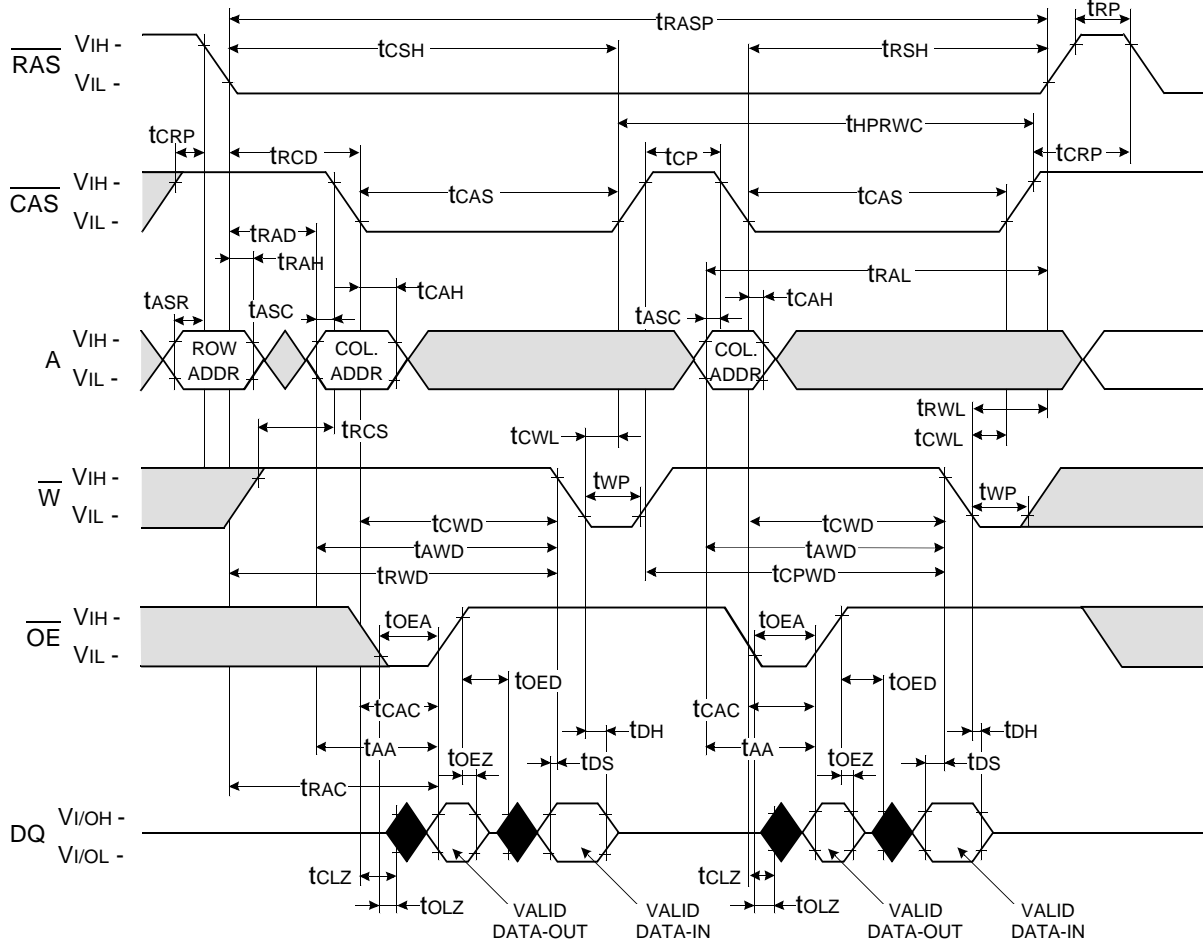 tRASP
tRP
tCSH
tRSH
RAS
VIH -
VIL -
tHPRWC
tCRP
tRCD
tCP
tCRP
CAS
VIH -
VIL -
tCAS
tCAS
tRAD
tRAH
tRAL
tASR
tASC
tCAH
tASC
tCAH
A
VIH -
VIL -
ROW
ADDR
COL.
ADDR
COL.
ADDR
tRWL
tRCS
tCWL
tCWL
W
VIH -
VIL -
tWP
tWP
tCWD
tCWD
tAWD
tAWD
tRWD
tCPWD
OE
VIH -
VIL -
tOEA
tOEA
tOED
tOED
tCAC
tCAC
tDH
tDH
tAA
tAA
tOEZ
tDS
tOEZ
tDS
tRAC
DQ
VI/OH -
VI/OL -
tCLZ
tCLZ
tOLZ
tOLZ
VALID
DATA-OUT
VALID
DATA-IN
VALID
DATA-OUT
VALID
DATA-IN